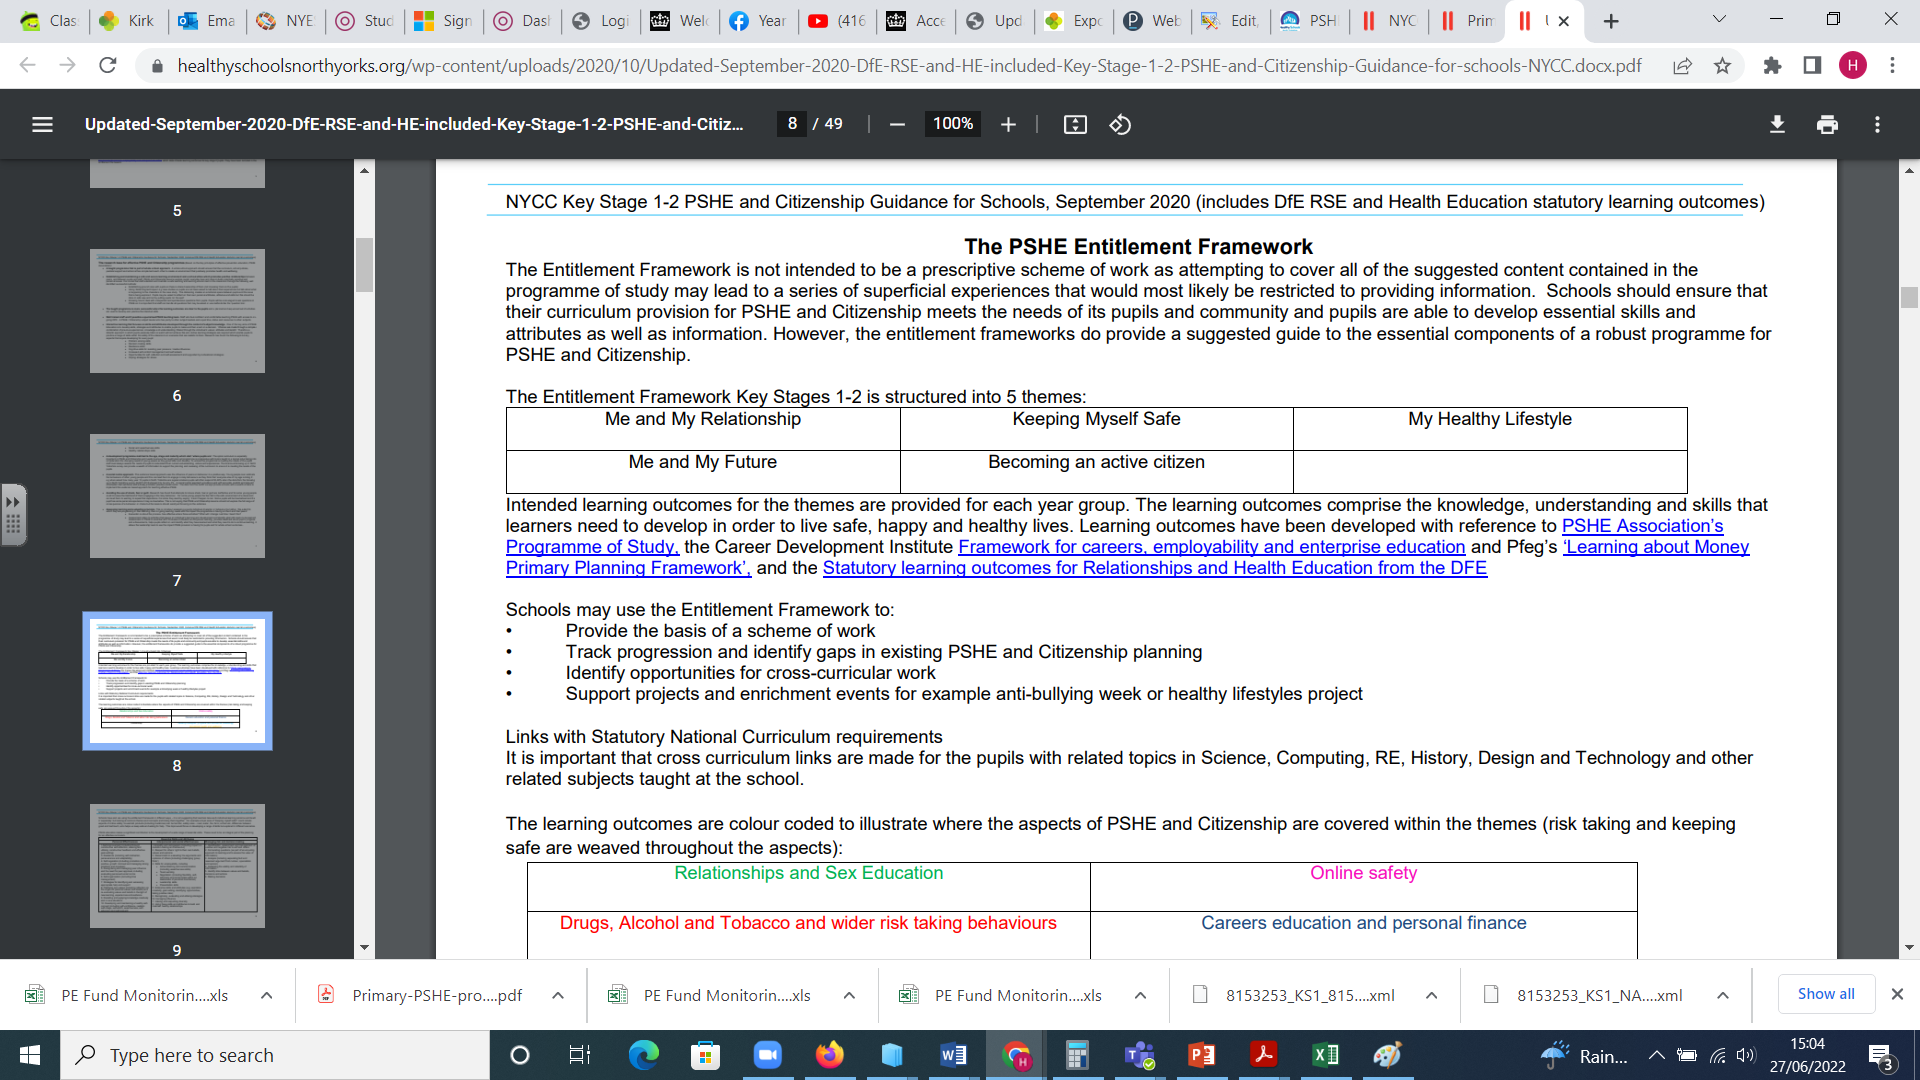 Clas
Kirk
Ema
NYE
Stud
Sign
Dasl
Logi
Welc
Year
(416
Acce
Upd
Expc
Web
Edit,
PSHI
NYC
Prim
healthyschoolsnorthyorks.org/wp-content/uploads/2020/10/Updated-September-2020-DfE-RSE-and-HE-included-Key-Stage-1-2-PSHE-and-Citizenship-Guidance-for-schools-NYCC.docx.pdf
H
Updated-September-2020-DfE-RSE-and-HE-included-Key-Stage-1-2-PSHE-and-Citiz...
8 / 49
100%
5
6
7
8
9
NYCC Key Stage 1-2 PSHE and Citizenship Guidance for Schools, September 2020 (includes DfE RSE and Health Education statutory learning outcomes)
The PSHE Entitlement Framework
The Entitlement Framework is not intended to be a prescriptive scheme of work as attempting to cover all of the suggested content contained in the
programme of study may lead to a series of superficial experiences that would most likely be restricted to providing information. Schools should ensure that
their curriculum provision for PSHE and Citizenship meets the needs of its pupils and community and pupils are able to develop essential skills and
attributes as well as information. However, the entitlement frameworks do provide a suggested guide to the essential components of a robust programme for
PSHE and Citizenship.
The Entitlement Framework Key Stages 1-2 is structured into 5 themes:
Me and My Relationship
Keeping Myself Safe
My Healthy Lifestyle
Me and My Future
Becoming an active citizen
Intended learning outcomes for the themes are provided for each year group. The learning outcomes comprise the knowledge, understanding and skills that
learners need to develop in order to live safe, happy and healthy lives. Learning outcomes have been developed with reference to PSHE Association's
Programme of Study, the Career Development Institute Framework for careers, employability and enterprise education and Pfeg's 'Learning about Money
Primary Planning Framework', and the Statutory learning outcomes for Relationships and Health Education from the DFE
Schools may use the Entitlement Framework to:
• Provide the basis of a scheme of work
• Track progression and identify gaps in existing PSHE and Citizenship planning
• Identify opportunities for cross-curricular work
• Support projects and enrichment events for example anti-bullying week or healthy lifestyles project
Links with Statutory National Curriculum requirements
It is important that cross curriculum links are made for the pupils with related topics in Science, Computing, RE, History, Design and Technology and other
related subjects taught at the school.
The learning outcomes are colour coded to illustrate where the aspects of PSHE and Citizenship are covered within the themes (risk taking and keeping
safe are weaved throughout the aspects):
Relationships and Sex Education
Online safety
Drugs, Alcohol and Tobacco and wider risk taking behaviours
Careers education and personal finance
PE Fund Monitorin....xls
Primary-PSHE-pro....pdf
PE Fund Monitorin....xls
PE Fund Monitorin....xls
8153253_KS1_815....xml
8153253_KS1_NA....xml
Show all
Type here to search
Rain...
15:04
27/06/2022
3